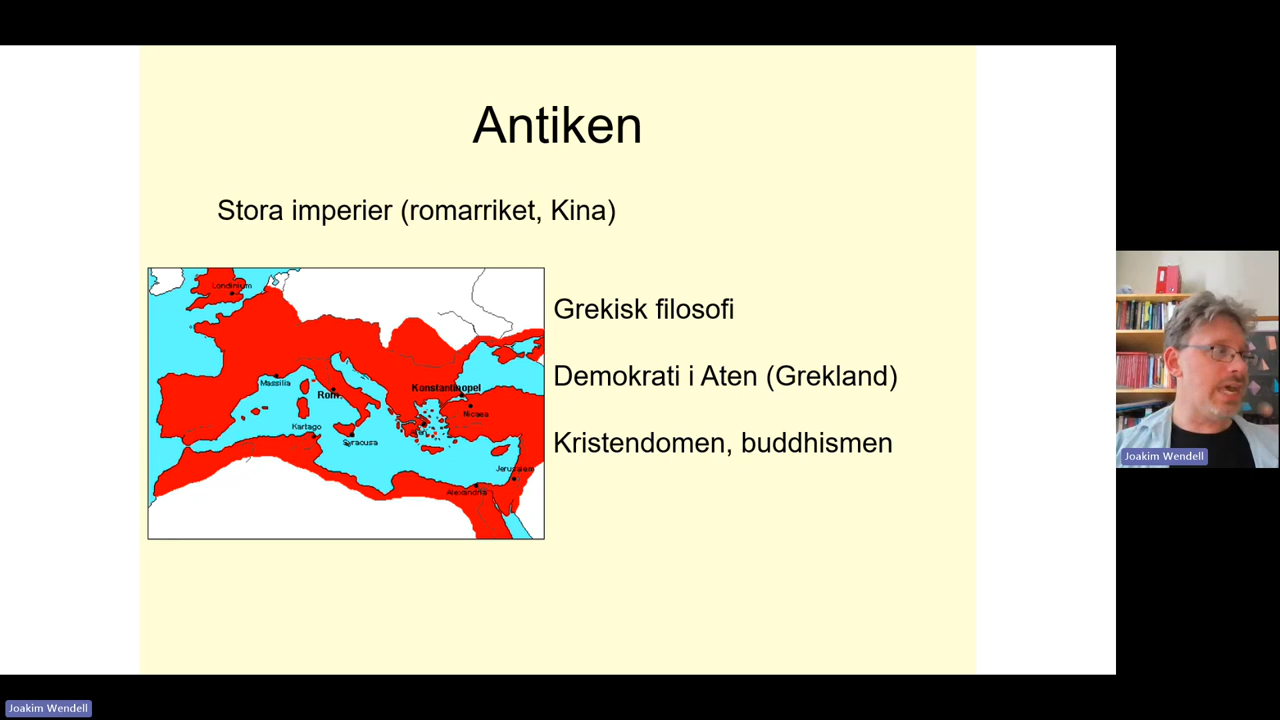 Antiken
Stora imperier (romarriket, Kina)
Londinium
Massilia
Rom
Konstantinopel
Nicaea
Kartago
Syracusa
Jerusalem
Alexandria
Grekisk filosofi
Demokrati i Aten (Grekland)
Kristendomen, buddhismen
Joakim Wendell
Joakim Wendell